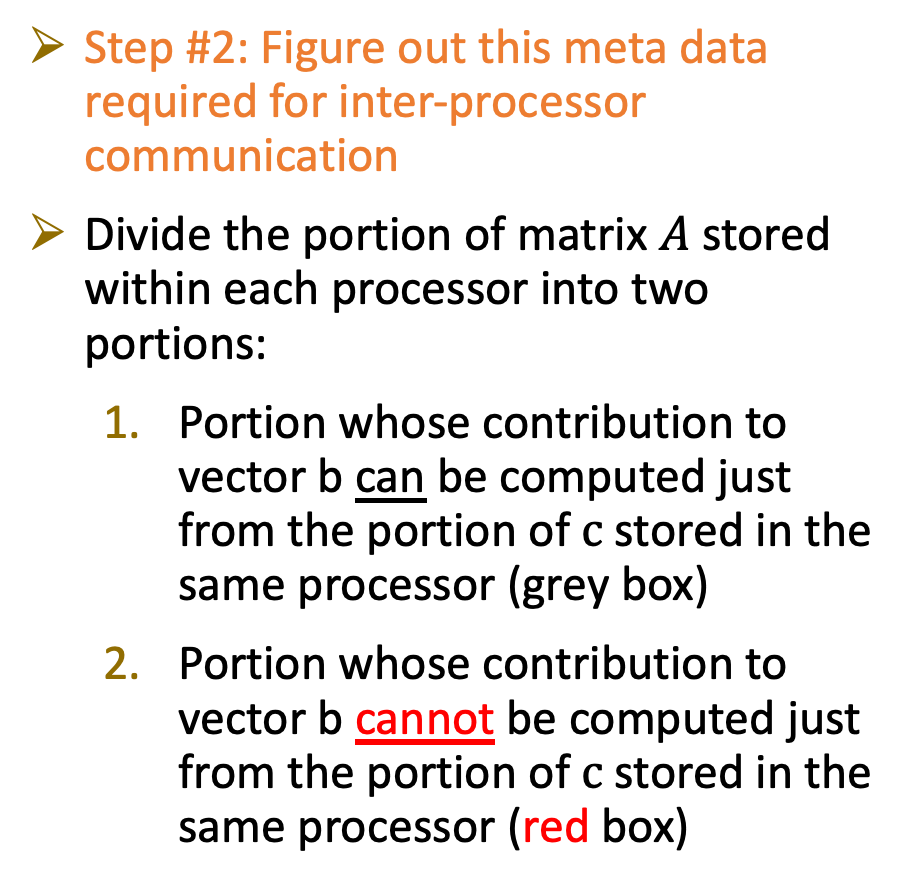 ➢ Step #2: Figure out this meta data
required for inter-processor
communication
➢ Divide the portion of matrix A stored
within each processor into two
portions:
1. Portion whose contribution to
vector b can be computed just
from the portion of c stored in the
same processor (grey box)
2. Portion whose contribution to
vector b cannot be computed just
from the portion of c stored in the
same processor (red box)